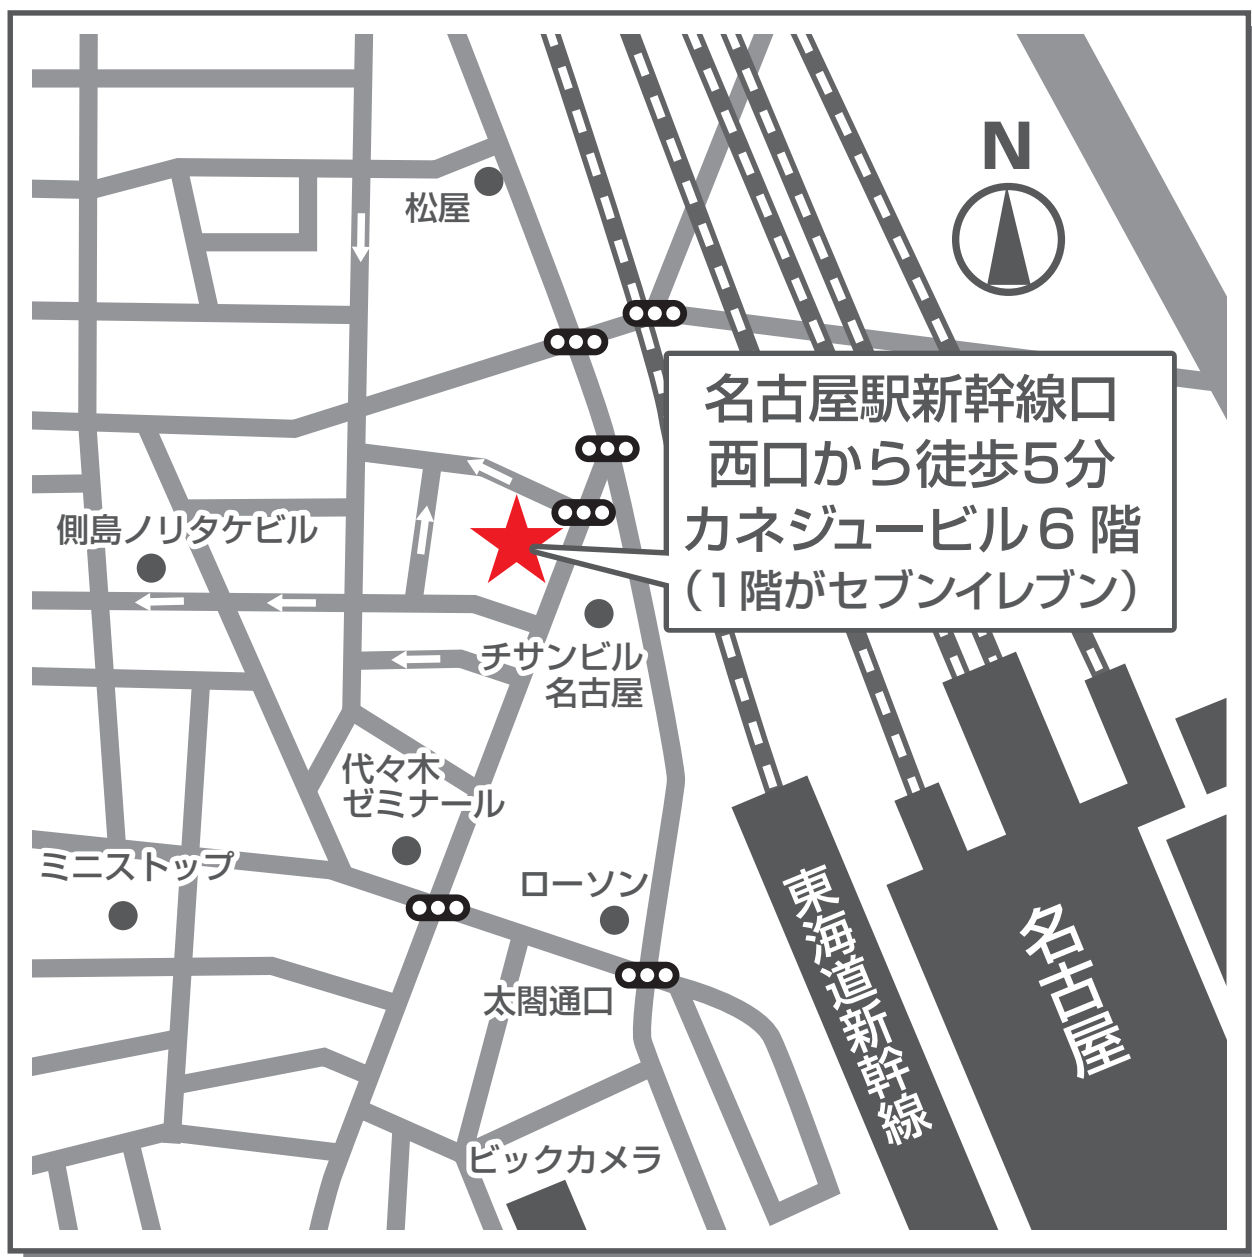 N
松屋
名古屋駅新幹線口
西口から徒歩5分
カネジュービル6階
(1階がセブンイレブン)
側島ノリタケビル
チサンビル
名古屋
代々木
ゼミナール
ミニストップ
ローソン
太閤通口
東海道新幹線
名古屋
ビックカメラ